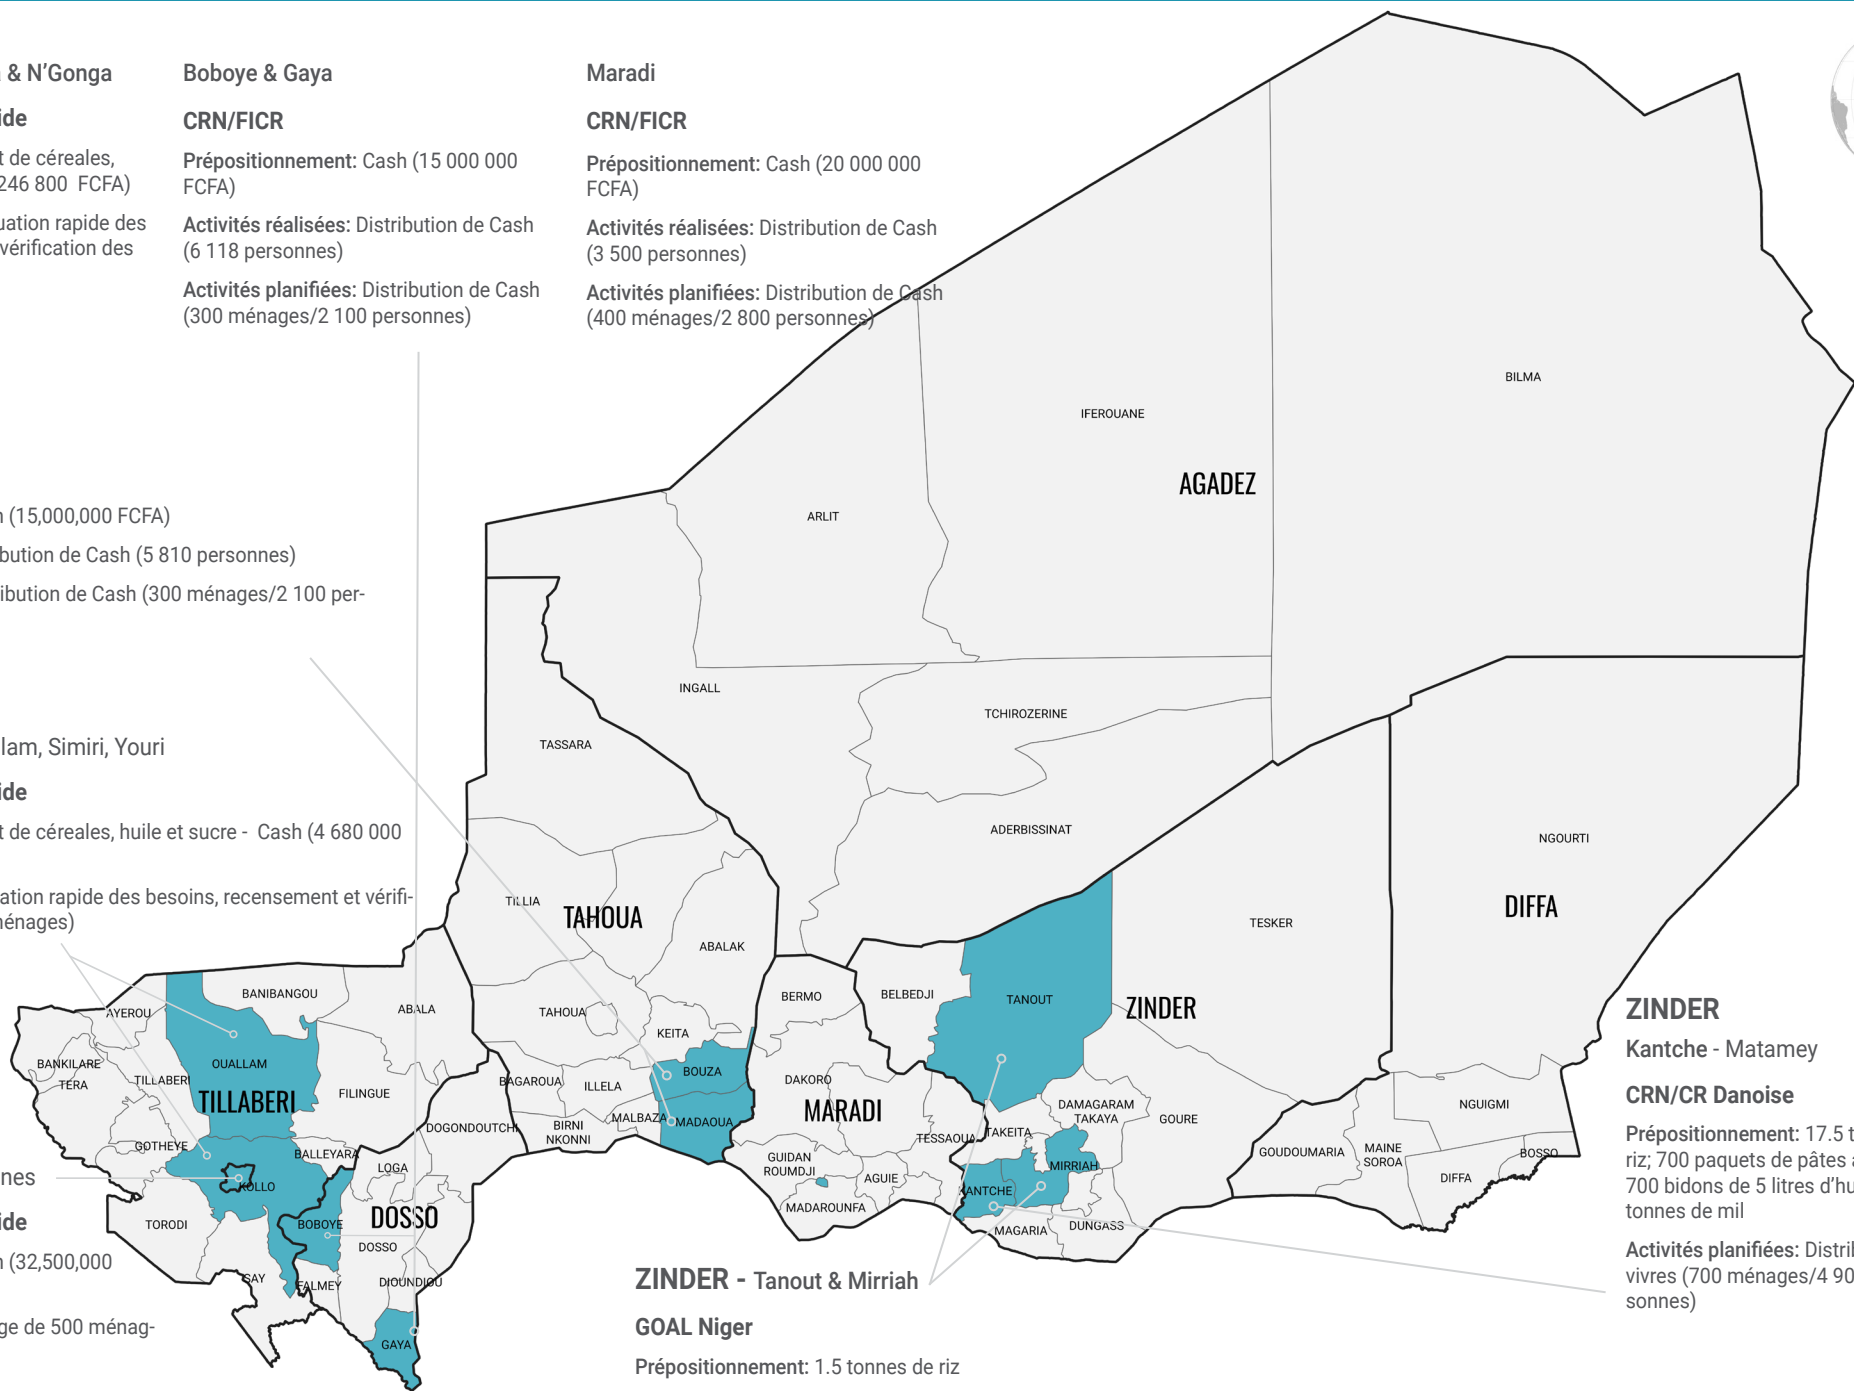 & N'Gonga
ide
t de céreales,
246 800 FCFA)
uation rapide des
vérification des
Boboye & Gaya
CRN/FICR
Prépositionnement: Cash (15 000 000
FCFA)
Activités réalisées: Distribution de Cash
(6 118 personnes)
Activités planifiées: Distribution de Cash
(300 ménages/2 100 personnes)
Maradi
CRN/FICR
Prépositionnement: Cash (20 000 000
FCFA)
Activités réalisées: Distribution de Cash
(3 500 personnes)
Activités planifiées: Distribution de Cash
(400 ménages/2 800 personnes)
(15,000,000 FCFA)
bution de Cash (5 810 personnes)
ribution de Cash (300 ménages/2 100 per-
lam, Simiri, Youri
ide
t de céreales, huile et sucre - Cash (4 680 000
ation rapide des besoins, recensement et vérifi-
ménages)
nes
ide
(32,500,000
ge de 500 ménag-
BILMA
IFEROUANE
AGADEZ
ARLIT
INGALL
TCHIROZERINE
TASSARA
ADERBISSINAT
NGOURTI
TILLIA
TAHOUA
ABALAK
TESKER
DIFFA
BANIBANGOU
AYEROU
ABALA
TAHOUA
KEITA
BERMO
BELBEDJI
TANOUT
ZINDER
BANKILARE
TERA
TILLABERI
OUALLAM
TILLABERI
FILINGUE
BAGAROUA
ILLELA
BOUZA
DAKORO
MARADI
DAMAGARAM
TAKAYA
GOURE
NGUIGMI
GOTHEYE
BALLEYARA
DOGONDOUTCHI
BIRNI
NKONNI
MALBAZA
MADAOUA
TESSAOUA
TAKEITA
GOUDOUMARIA
MAINE
SOROA
BOSSO
LOGA
GUIDAN
ROUMDJI
AGUIE
MIRRIAH
DIFFA
KOLLO
KANTCHE
MADAROUNFA
TORODI
BOBOYE
DOSSO
DOSSO
MAGARIA
DUNGASS
SAY
FALMEY
DIOUNDIOU
GAYA
ZINDER - Tanout & Mirriah
GOAL Niger
Prépositionnement: 1.5 tonnes de riz
ZINDER
Kantche - Matamey
CRN/CR Danoise
Prépositionnement: 17.5 t
riz; 700 paquets de pâtes a
700 bidons de 5 litres d'hu
tonnes de mil
Activités planifiées: Distrib
vivres (700 ménages/4 90
sonnes)